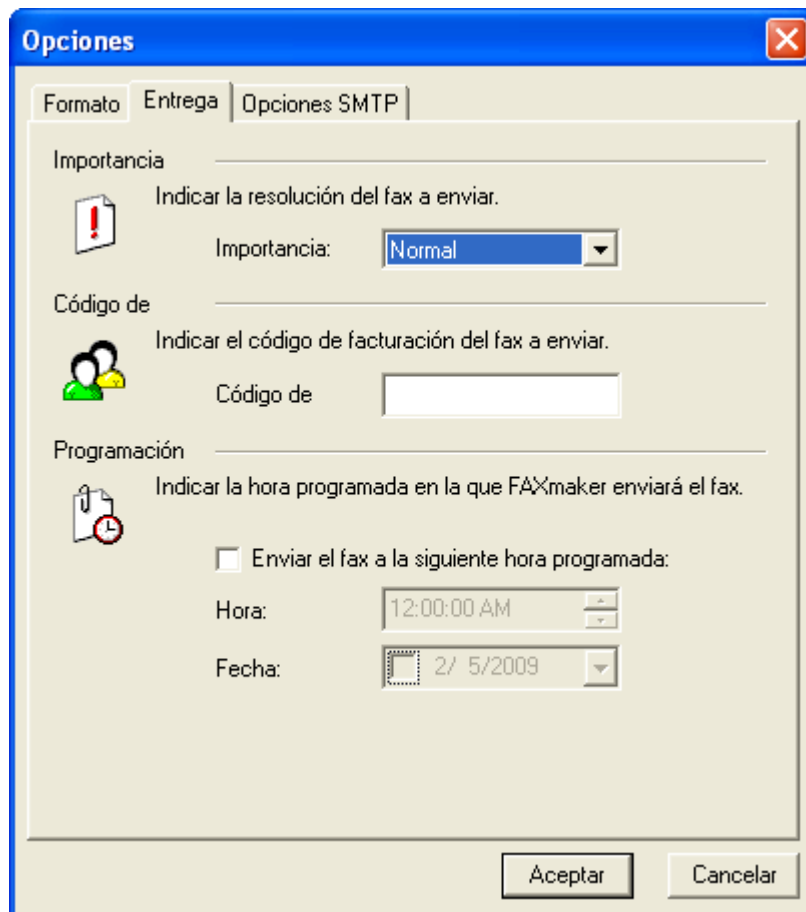 Opciones
Formato Entrega Opciones SMTP
Importancia
Indicar la resolución del fax a enviar.
Importancia: Normal
Código de
Indicar el código de facturación del fax a enviar.
Código de
Programación
Indicar la hora programada en la que FAXmaker enviará el fax.
Enviar el fax a la siguiente hora programada:
Hora: 12:00:00 AM
Fecha: 2/ 5/2009
Aceptar Cancelar